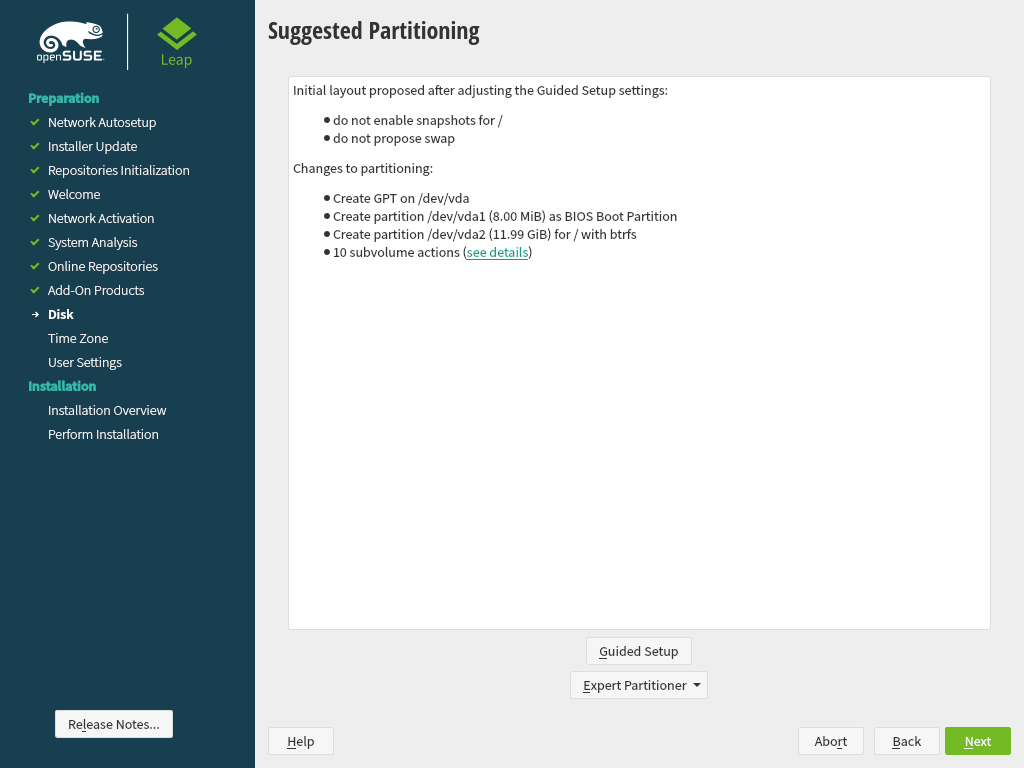 openSUSE
Leap
Preparation
Network Autosetup
Installer Update
Repositories Initialization
Welcome
Network Activation
System Analysis
Online Repositories
Add-On Products
Disk
Time Zone
User Settings
Installation
Installation Overview
Perform Installation
Release Notes...
Suggested Partitioning
Initial layout proposed after adjusting the Guided Setup settings:
do not enable snapshots for /
do not propose swap
Changes to partitioning:
Create GPT on /dev/vda
Create partition /dev/vda1 (8.00 MiB) as BIOS Boot Partition
Create partition /dev/vda2 (11.99 GiB) for / with btrfs
10 subvolume actions (see details)
Guided Setup
Expert Partitioner
Help
Abort
Back
Next